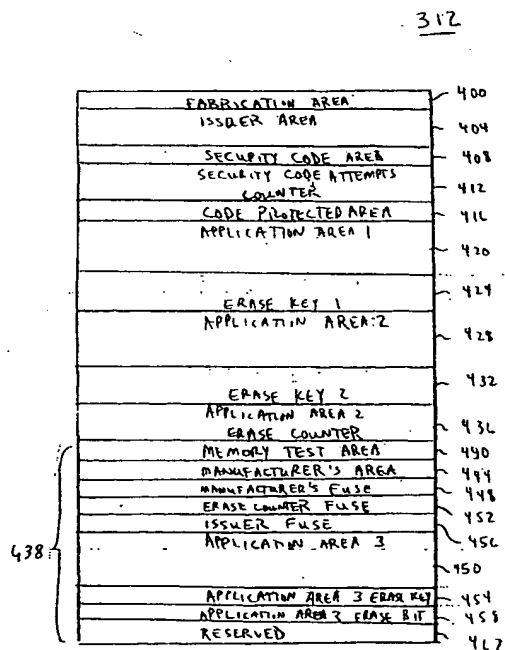 312
FABRICATION AREA 400
ISSUER AREA 404
SECURITY CODE AREA 408
SECURITY CODE ATTEMPTS
COUNTER 412
CODE PROTECTED AREA 416
APPLICATION AREA 1 420
ERASE KEY 1 424
APPLICATION AREA 2 428
ERASE KEY 2 432
APPLICATION AREA 2
ERASE COUNTER 436
MEMORY TEST AREA 440
MANUFACTURER'S AREA 444
MANUFACTURER'S FUSE 448
ERASE COUNTER FUSE 452
ISSUER FUSE 456
APPLICATION AREA 3 450
438
APPLICATION AREA 3 ERASE KEY 454
APPLICATION AREA 3 ERASE BIT 458
RESERVED 462